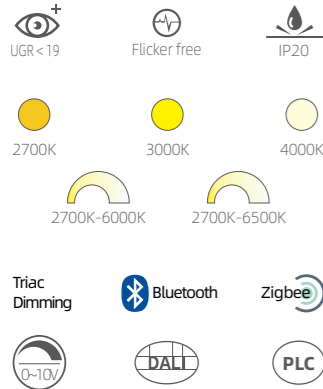 UGR<19
Flicker free
IP20
2700K
3000K
4000K
2700K-6000K
2700K-6500K
Triac
Dimming
Bluetooth
Zigbee
0~10V
DALI
PLC